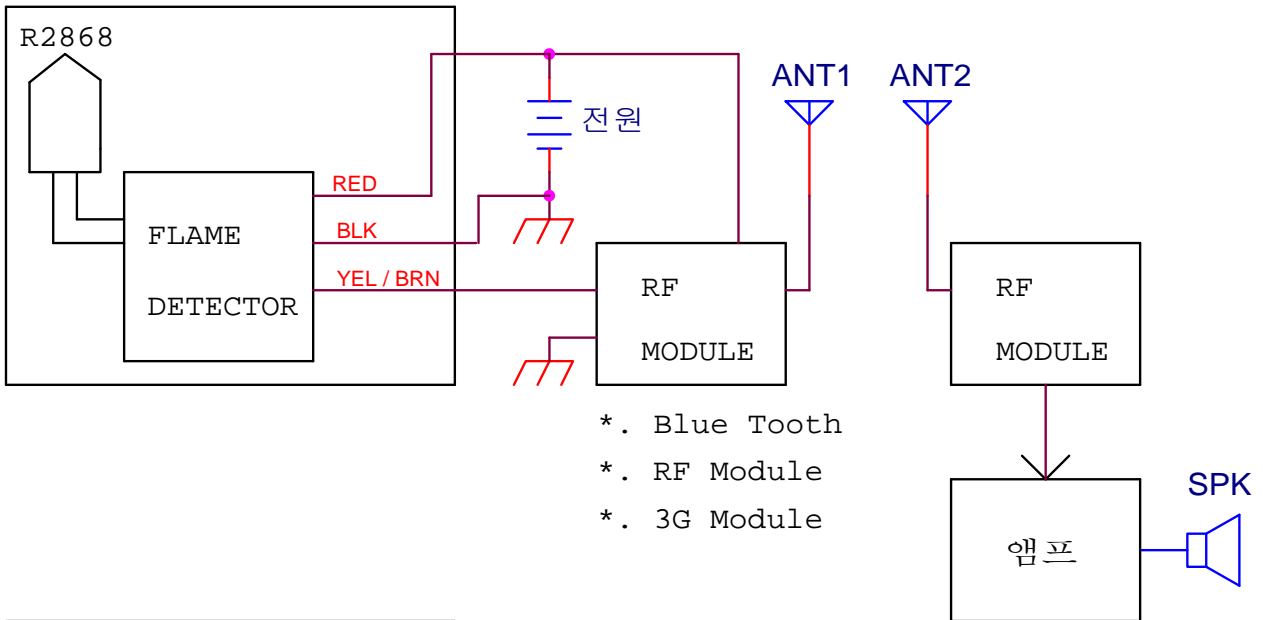 R2868
ANT1
ANT2
전원
RED
BLK
YEL / BRN
FLAME
DETECTOR
RF
MODULE
RF
MODULE
*. Blue Tooth
*. RF Module
*. 3G Module
SPK
앰프